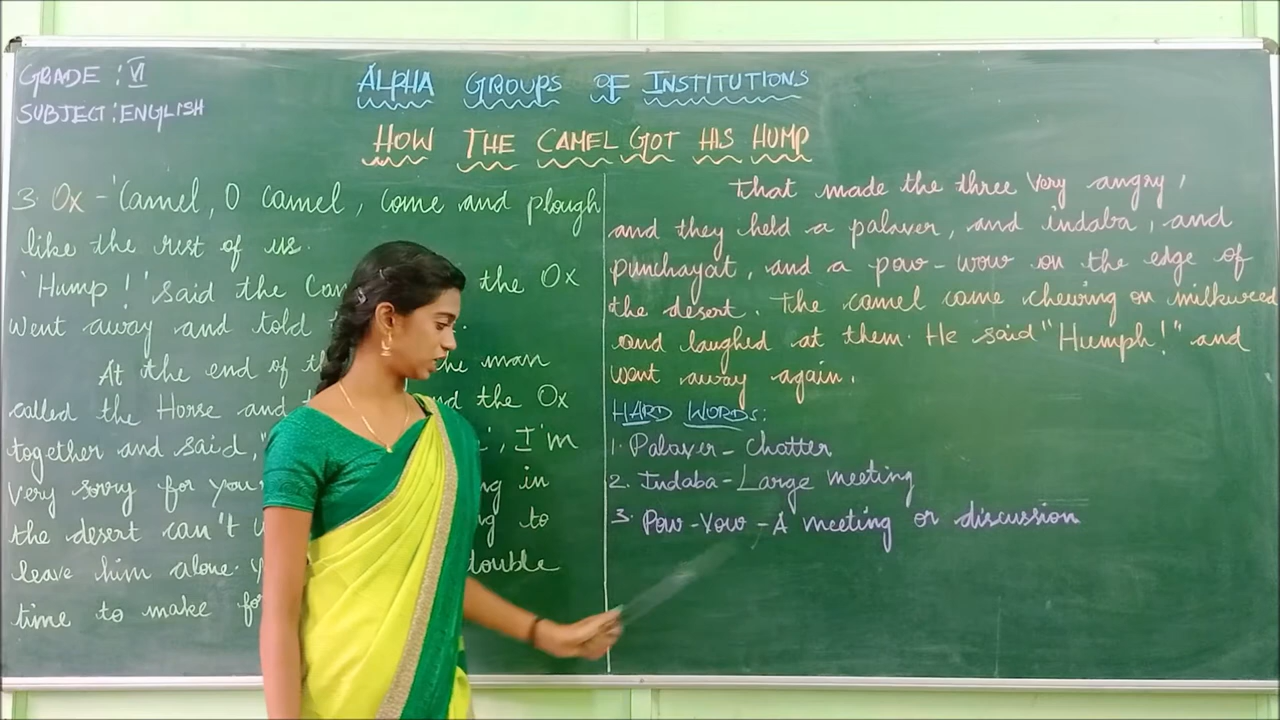 GRADE : VI
SUBJECT : ENGLISH
ALPHA GROUPS OF INSTITUTIONS
HOW THE CAMEL GOT HIS HUMP
3. Ox - 'Camel, O camel, come and plough
like the rest of us.
'Hump!' said the the Ox
went away and told
At the end of the man
called the Horse and and the Ox
together and said, I'm
very sorry for in
the desert can't to
leave him alone. double
time to make
That made the three very angry,
and they held a palaver, and indaba, and
punchayat, and a pow-wow on the edge of
the desert. The camel came chewing on milkweed
and laughed at them. He said "Humph!" and
went away again.
HARD WORDS:
1. Palaver - Chatter
2. Indaba - Large meeting
3. Pow-Vow - A meeting or discussion